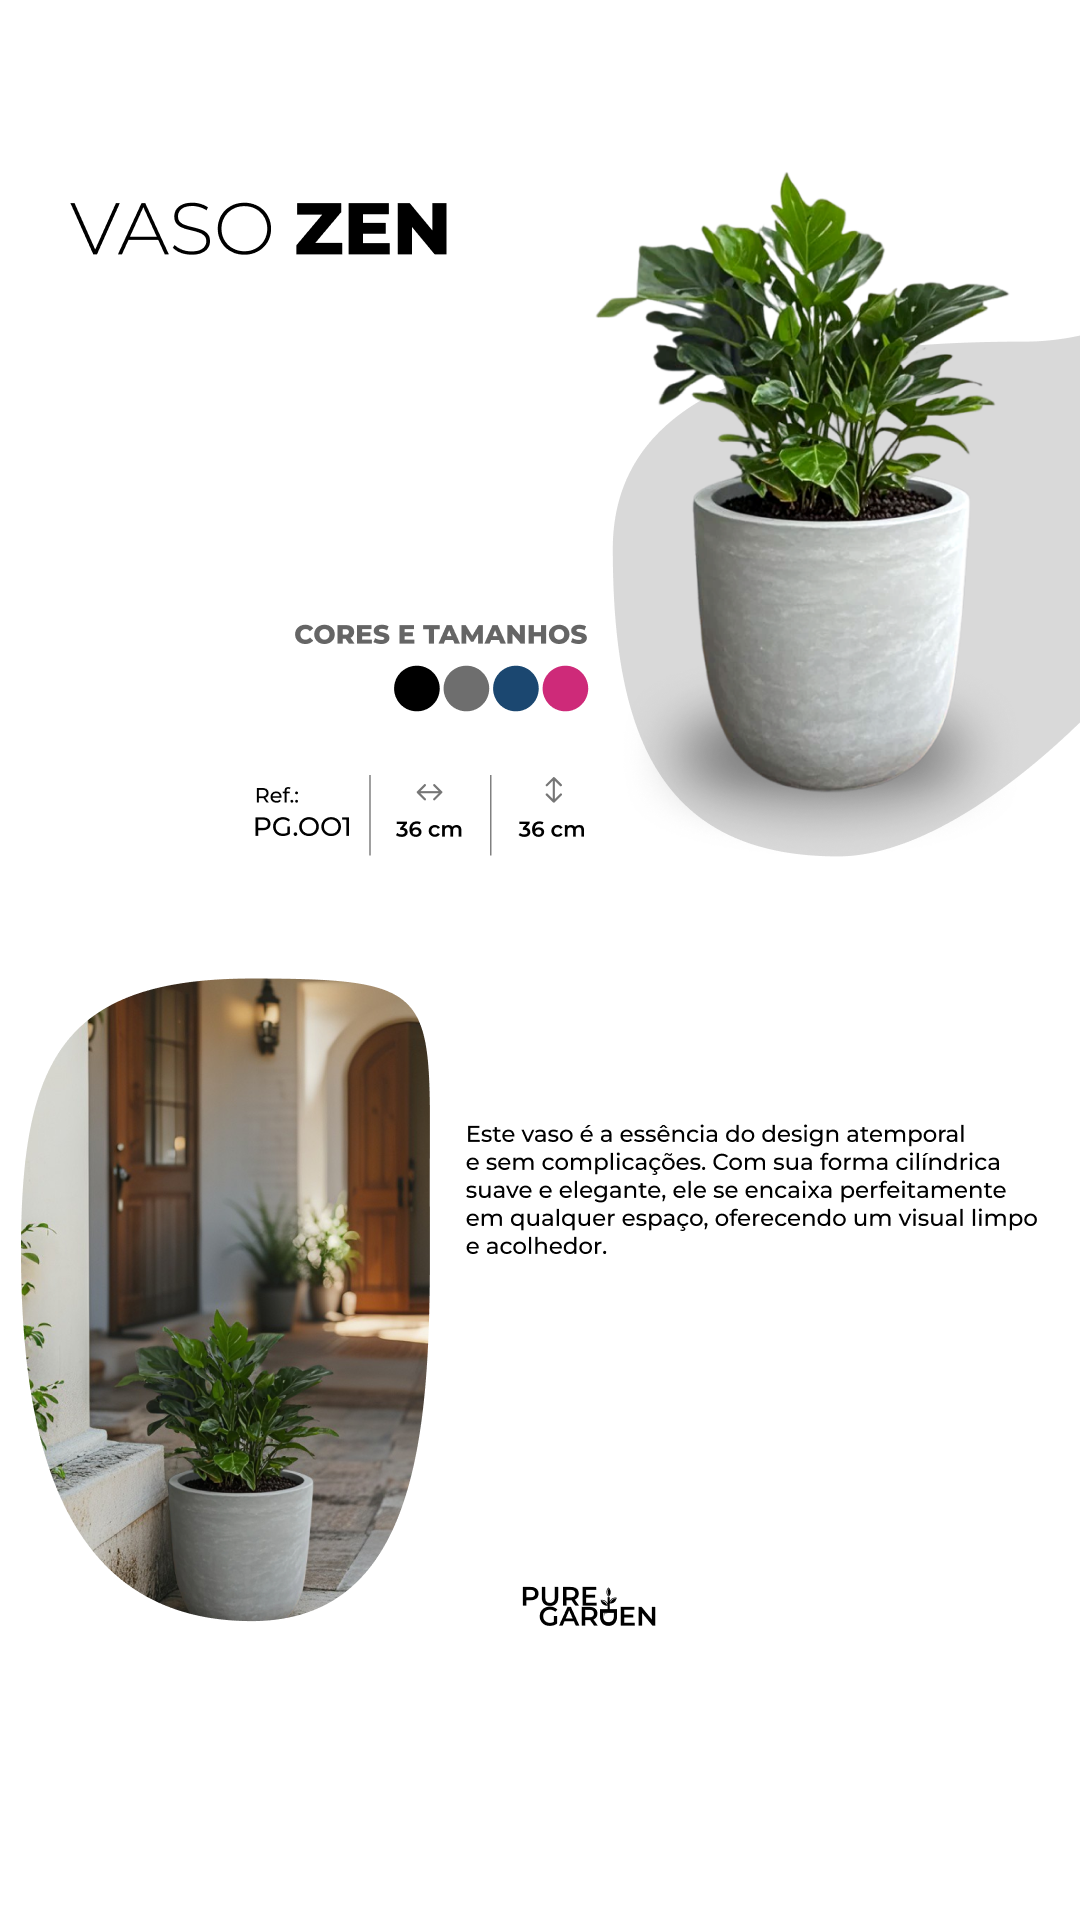 VASO ZEN
CORES E TAMANHOS
Ref.:
PG.001
36 cm
36 cm
Este vaso é a essência do design atemporal
e sem complicações. Com sua forma cilíndrica
suave e elegante, ele se encaixa perfeitamente
em qualquer espaço, oferecendo um visual limpo
e acolhedor.
PURE
GARDEN